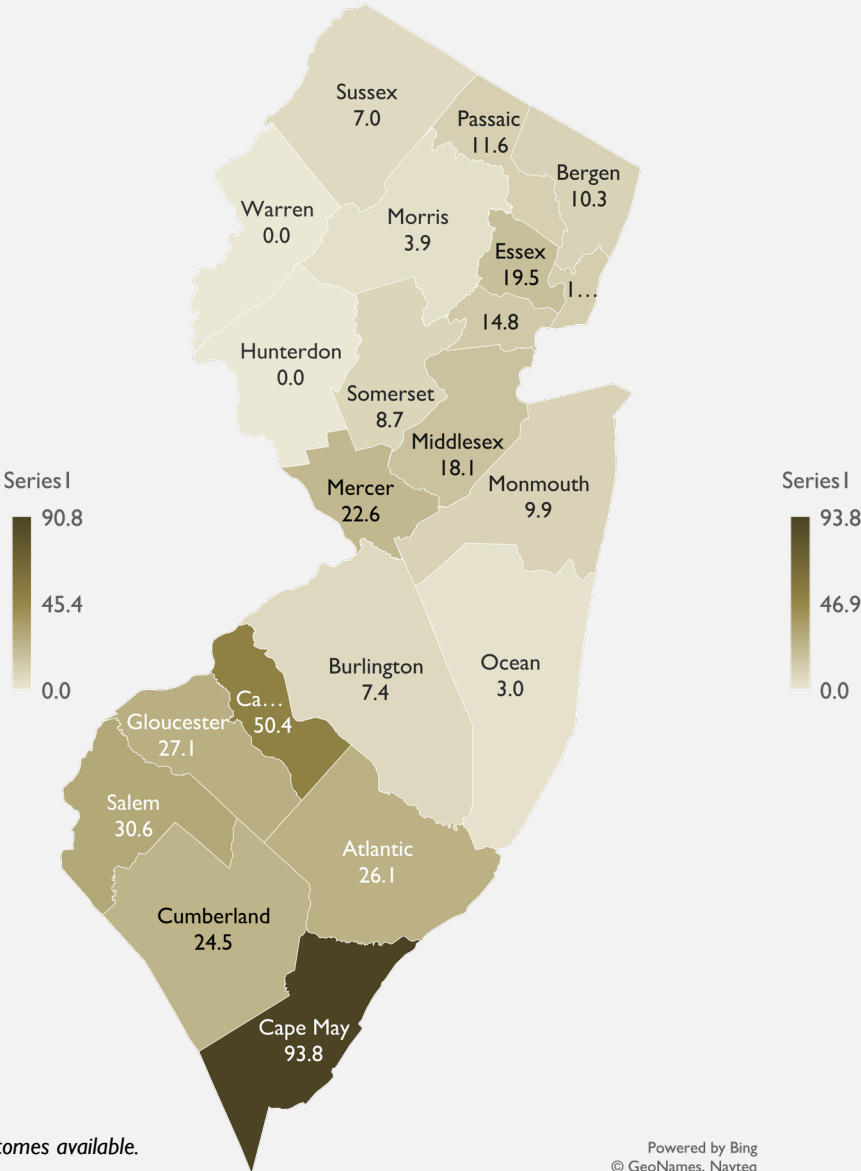 Sussex
7.0
Passaic
11.6
Bergen
10.3
Warren
0.0
Morris
3.9
Essex
19.5
1...
14.8
Hunterdon
0.0
Somerset
8.7
Middlesex
18.1
Mercer
22.6
Monmouth
9.9
Series1
90.8
45.4
0.0
Series1
93.8
46.9
0.0
Burlington
7.4
Ocean
3.0
Ca...
50.4
Gloucester
27.1
Salem
30.6
Atlantic
26.1
Cumberland
24.5
Cape May
93.8
comes available.
Powered by Bing
© GeoNames, Navteq